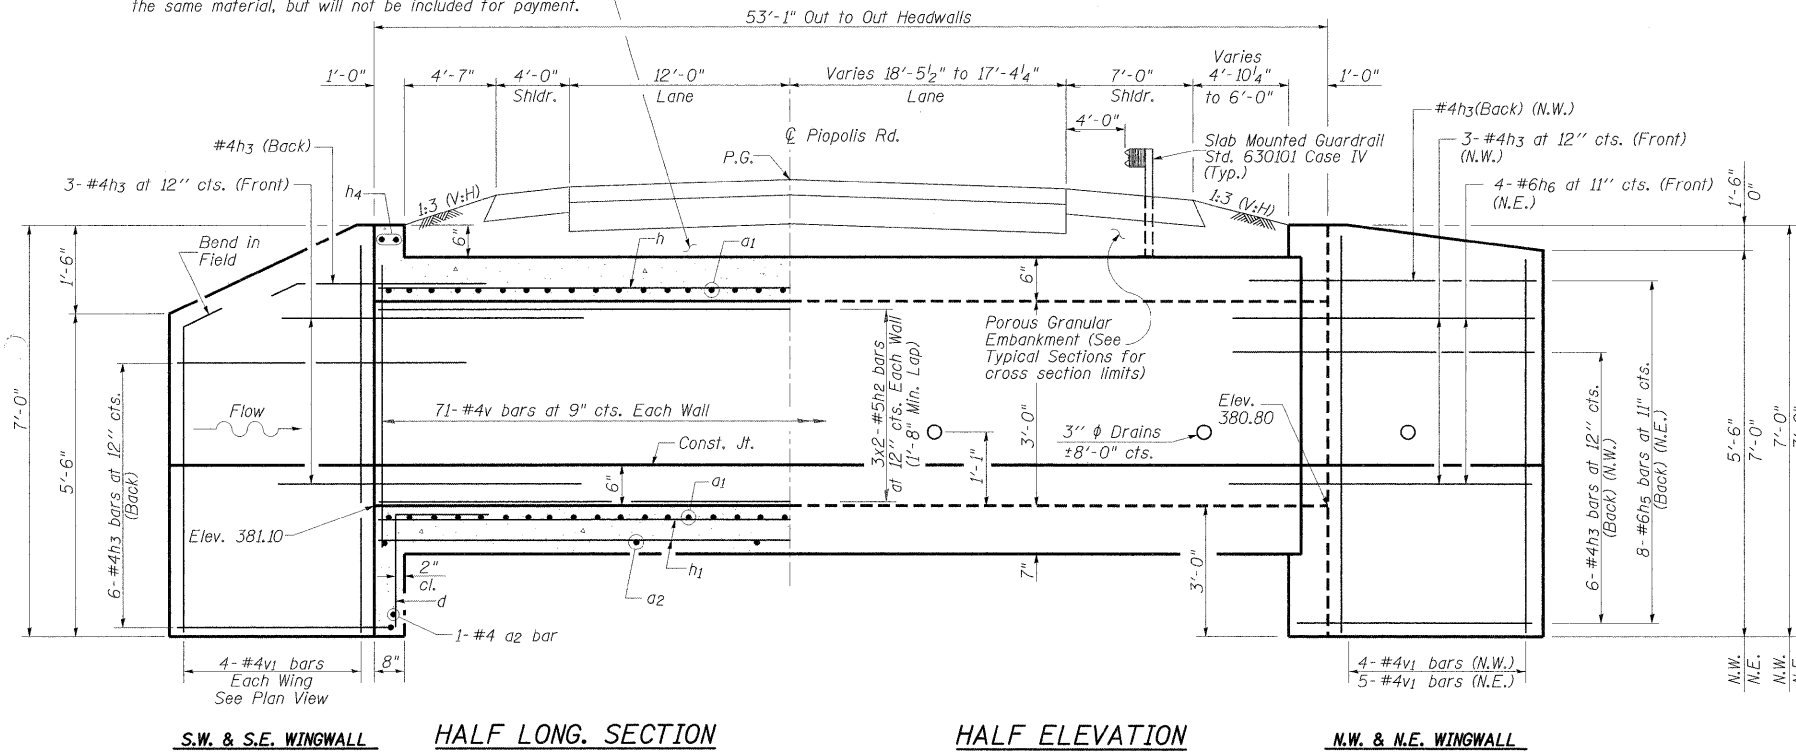 the same material, but will not be included for payment.
53'-1" Out to Out Headwalls
1'-0"
4'-7"
4'-0"
Shldr.
12'-0"
Lane
Varies 18'-5½" to 17'-4¼"
Lane
7'-0"
Shldr.
Varies
4'-10¼"
to 6'-0"
1'-0"
4'-0"
℄ Piopolis Rd.
P.G.
Slab Mounted Guardrail
Std. 630101 Case IV
(Typ.)
#4h3 (Back)
3-#4h3 at 12" cts. (Front)
h4
1:3 (V:H)
1:3 (V:H)
#4h3(Back) (N.W.)
3-#4h3 at 12" cts. (Front)
(N.W.)
4-#6h6 at 11" cts. (Front)
(N.E.)
1'-6"
0"
Bend in
Field
6"
h
a1
6"
1'-6"
7'-0"
5'-6"
6-#4h3 bars at 12" cts.
(Back)
Flow
71-#4v bars at 9" cts. Each Wall
Const. Jt.
6"
3x2-#5h2 bars
at 12" cts. Each Wall
(1'-8" Min. Lap)
Porous Granular
Embankment (See
Typical Sections for
cross section limits)
3'-0"
1'-1"
3" ϕ Drains
±8'-0" cts.
Elev.
380.80
6-#4h3 bars at 12" cts.
(Back) (N.W.)
8-#6h5 bars at 11" cts.
(Back) (N.E.)
5'-6"
7'-0"
7'-0"
Elev. 381.10
a1
h1
a2
7"
3'-0"
2"
cl.
d
1-#4 a2 bar
4-#4v1 bars
Each Wing
See Plan View
8"
4-#4v1 bars (N.W.)
5-#4v1 bars (N.E.)
N.W.
N.E.
N.W.
S.W. & S.E. WINGWALL
HALF LONG. SECTION
HALF ELEVATION
N.W. & N.E. WINGWALL